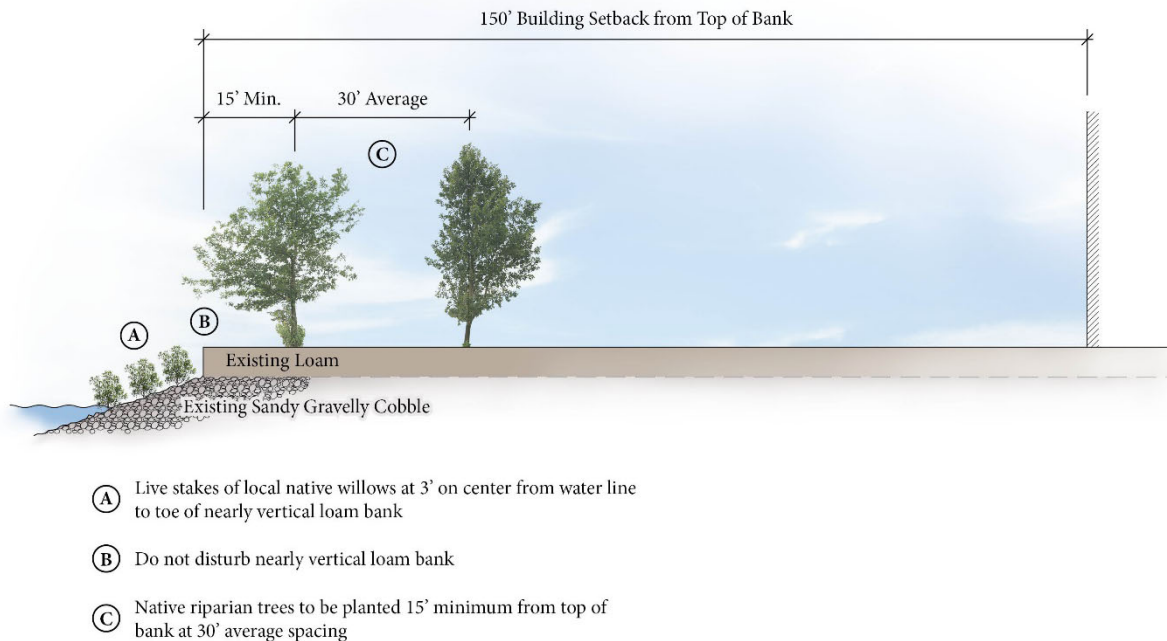 150’ Building Setback from Top of Bank
15’ Min.
30’ Average
C
B
A
Existing Loam
Existing Sandy Gravelly Cobble
A
Live stakes of local native willows at 3’ on center from water line
to toe of nearly vertical loam bank
B
Do not disturb nearly vertical loam bank
C
Native riparian trees to be planted 15’ minimum from top of
bank at 30’ average spacing